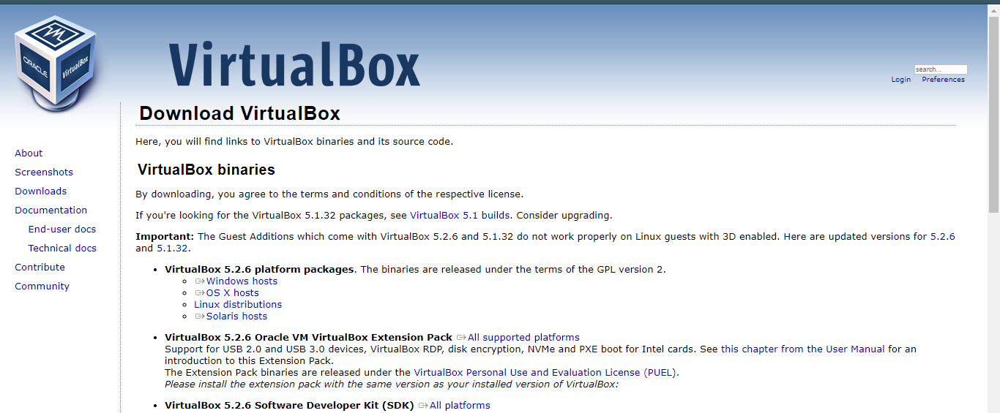 VM
ORACLE
VirtualBox
VirtualBox
search...
Login Preferences
Download VirtualBox
Here, you will find links to VirtualBox binaries and its source code.
About
Screenshots
Downloads
Documentation
End-user docs
Technical docs
Contribute
Community
VirtualBox binaries
By downloading, you agree to the terms and conditions of the respective license.
If you're looking for the VirtualBox 5.1.32 packages, see VirtualBox 5.1 builds. Consider upgrading.
Important: The Guest Additions which come with VirtualBox 5.2.6 and 5.1.32 do not work properly on Linux guests with 3D enabled. Here are updated versions for 5.2.6
and 5.1.32.
• VirtualBox 5.2.6 platform packages. The binaries are released under the terms of the GPL version 2.
Windows hosts
OS X hosts
Linux distributions
Solaris hosts
• VirtualBox 5.2.6 Oracle VM VirtualBox Extension Pack All supported platforms
Support for USB 2.0 and USB 3.0 devices, VirtualBox RDP, disk encryption, NVMe and PXE boot for Intel cards. See this chapter from the User Manual for an
introduction to this Extension Pack.
The Extension Pack binaries are released under the VirtualBox Personal Use and Evaluation License (PUEL).
Please install the extension pack with the same version as your installed version of VirtualBox:
• VirtualBox 5.2.6 Software Developer Kit (SDK) All platforms